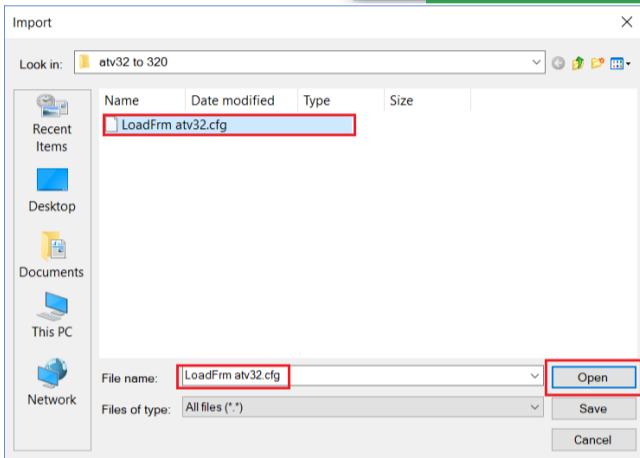 Import
Look in: atv32 to 320
Name Date modified Type Size
LoadFrm atv32.cfg
Recent
Items
Desktop
Documents
This PC
Network
File name: LoadFrm atv32.cfg Open
Files of type: All files (*.*) Save
Cancel